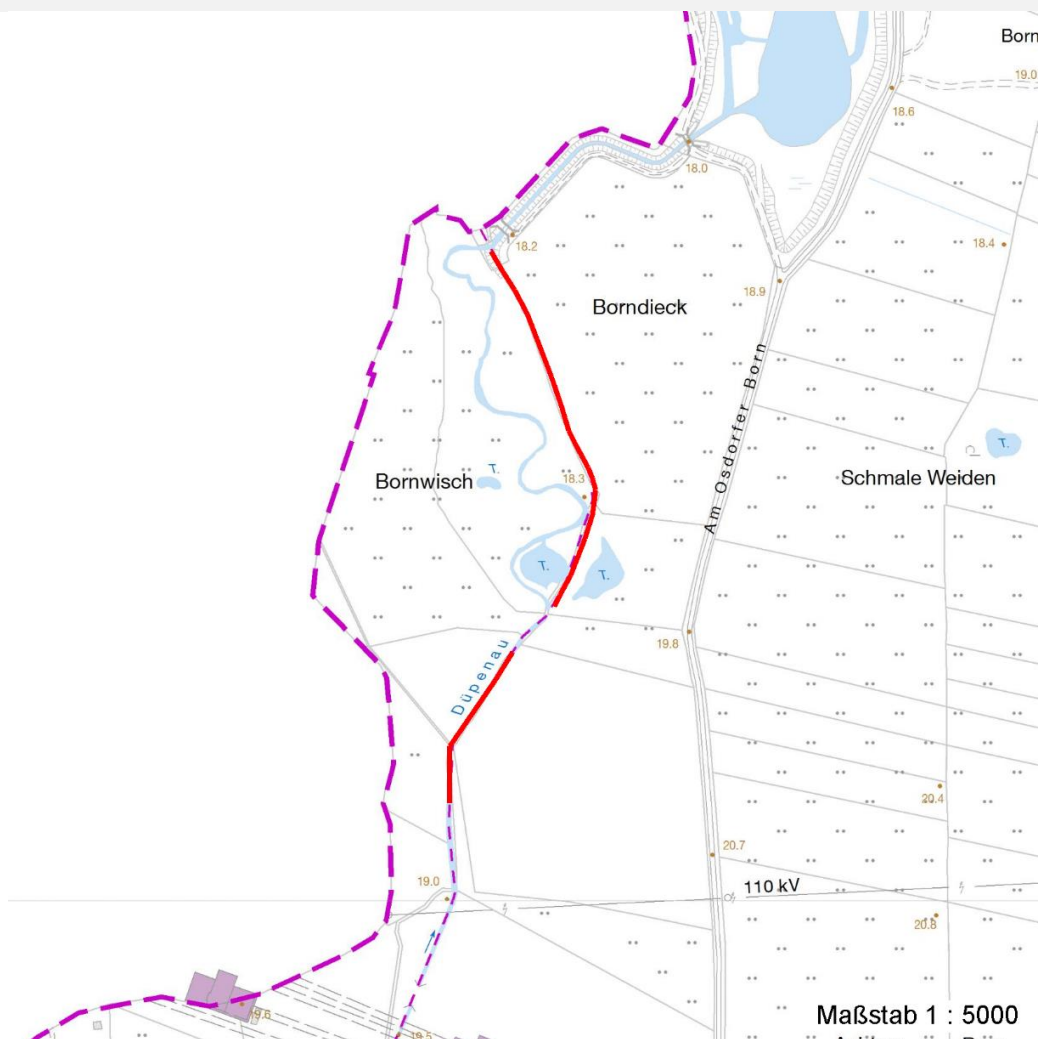 Born
19.0
18.6
18.0
18.2
18.4
18.9
Borndieck
Am Osdorfer Born
T.
Bornwisch
T.
18.3
Schmale Weiden
T.
T.
19.8
Düpenau
20.4
20.7
19.0
110 kV
20.8
19.6
Maßstab 1 : 5000
19.5